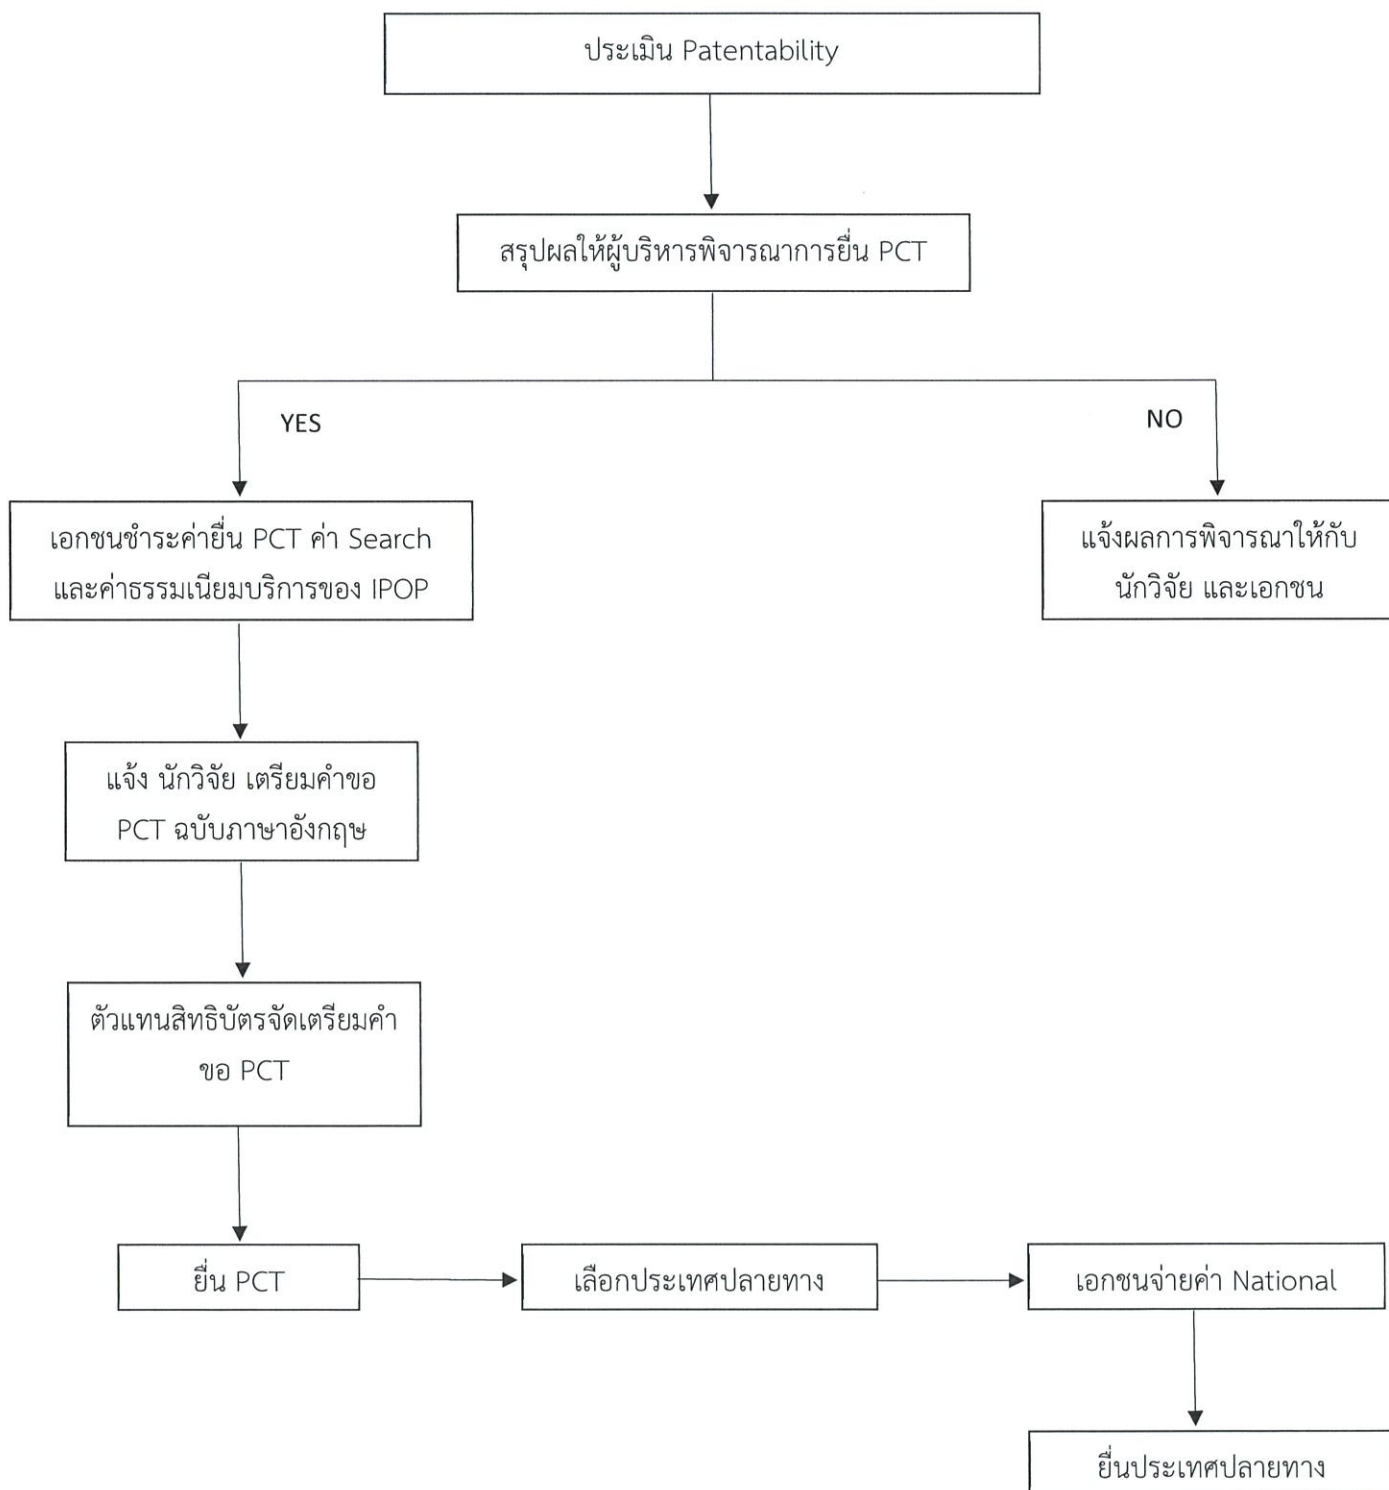 ประเมิน Patentability
สรุปผลให้ผู้บริหารพิจารณาการยื่น PCT
YES
NO
เอกชนชำระค่ายื่น PCT ค่า Search
และค่าธรรมเนียมบริการของ IPOP
แจ้งผลการพิจารณาให้กับ
นักวิจัย และเอกชน
แจ้ง นักวิจัย เตรียมคำขอ
PCT ฉบับภาษาอังกฤษ
ตัวแทนสิทธิบัตรจัดเตรียมคำ
ขอ PCT
ยื่น PCT
เลือกประเทศปลายทาง
เอกชนจ่ายค่า National
ยื่นประเทศปลายทาง